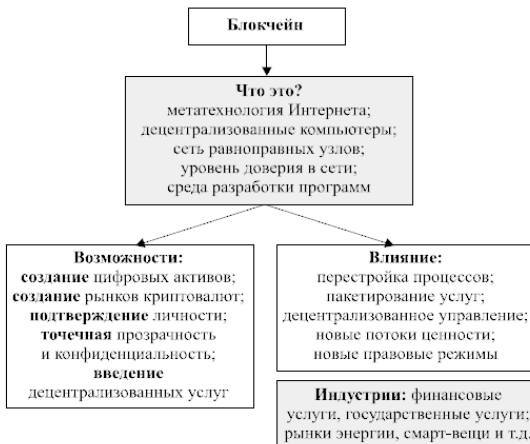 Блокчейн
Что это?
метатехнология Интернета;
децентрализованные компьютеры;
сеть равноправных узлов;
уровень доверия в сети;
среда разработки программ
Возможности:
создание цифровых активов;
создание рынков криптовалют;
подтверждение личности;
точечная прозрачность
и конфиденциальность;
введение
децентрализованных услуг
Влияние:
перестройка процессов;
пакетирование услуг;
децентрализованное управление;
новые потоки ценности;
новые правовые режимы
Индустрии: финансовые
услуги, государственные услуги;
рынки энергии, смарт-вещи и т.д.